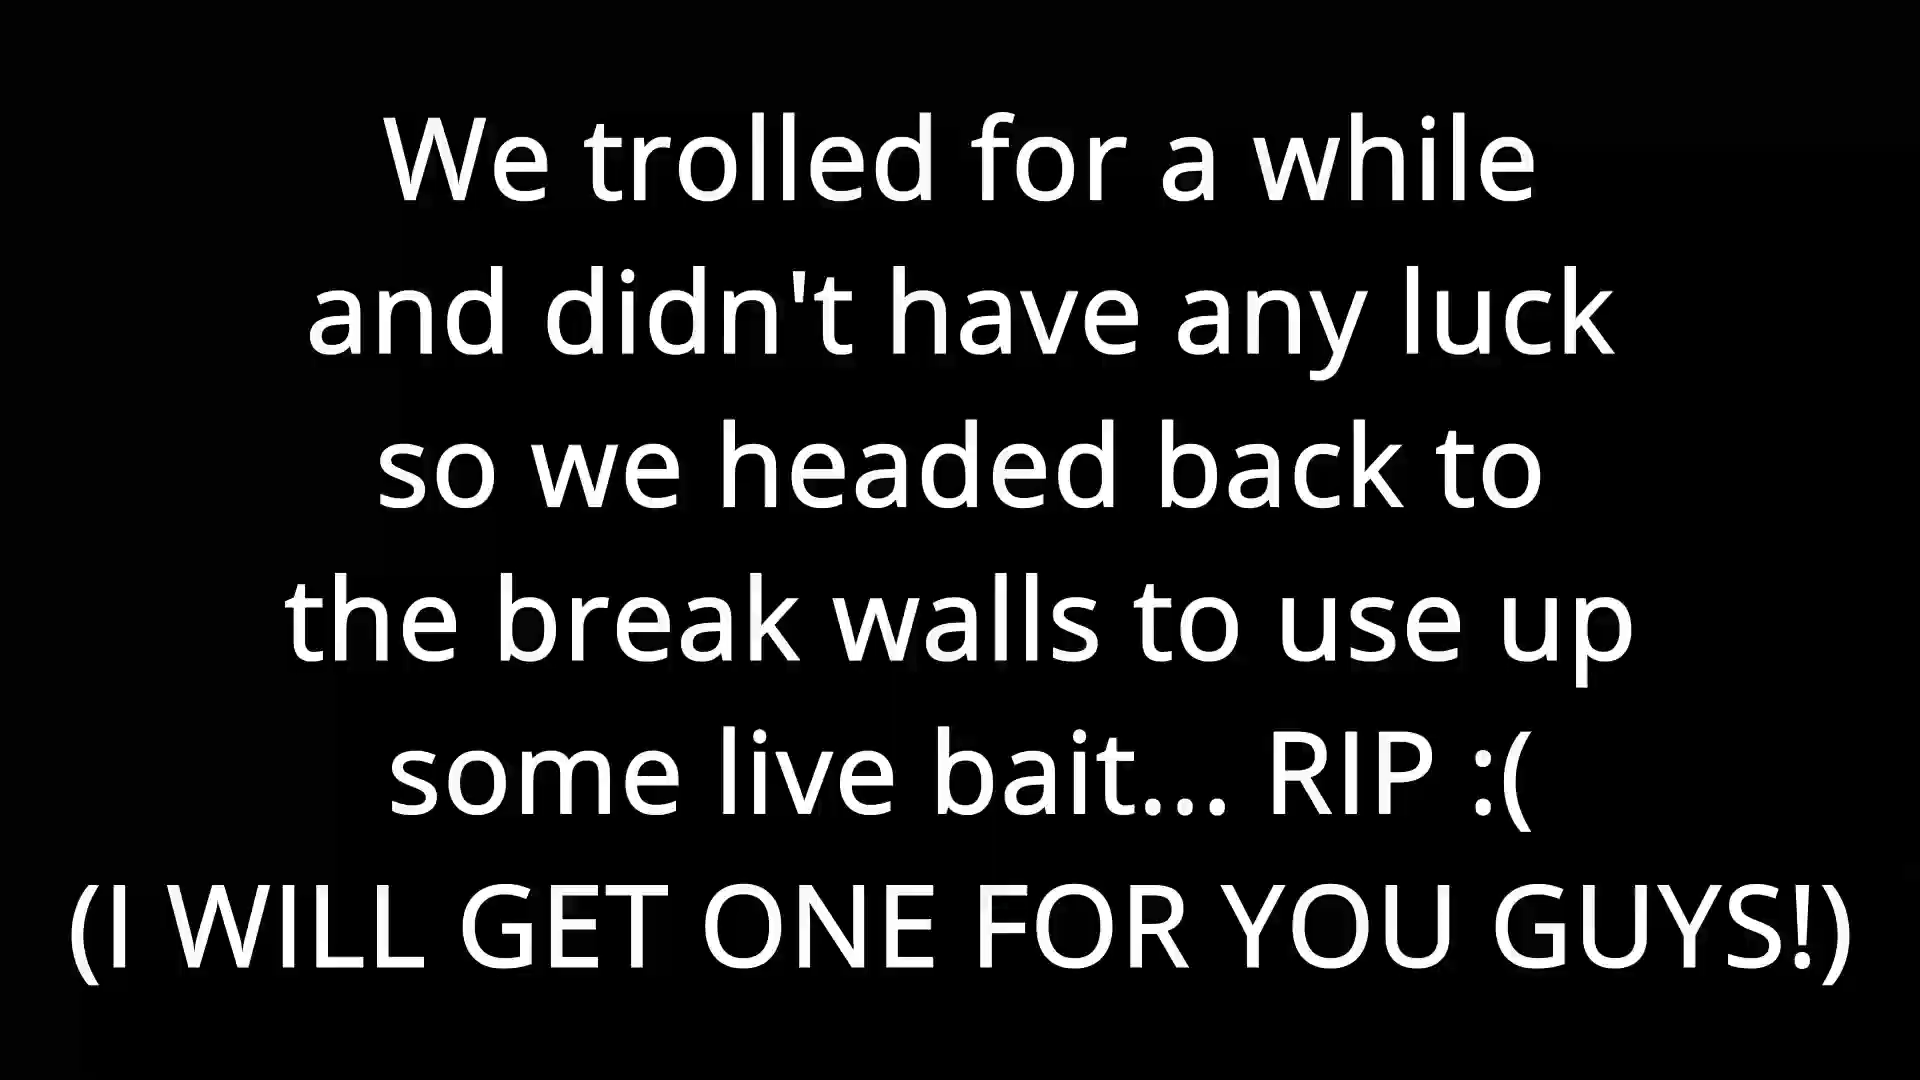 We trolled for a while
and didn't have any luck
so we headed back to
the break walls to use up
some live bait... RIP :(
(I WILL GET ONE FOR YOU GUYS!)